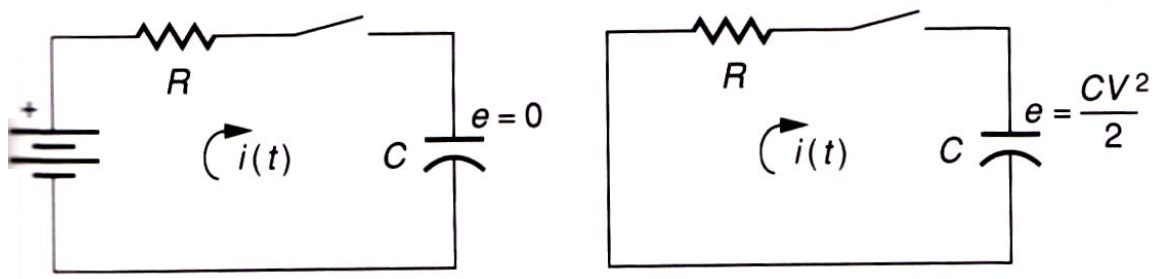 +
R
i(t)
C
e = 0
R
i(t)
C
e = CV²/2